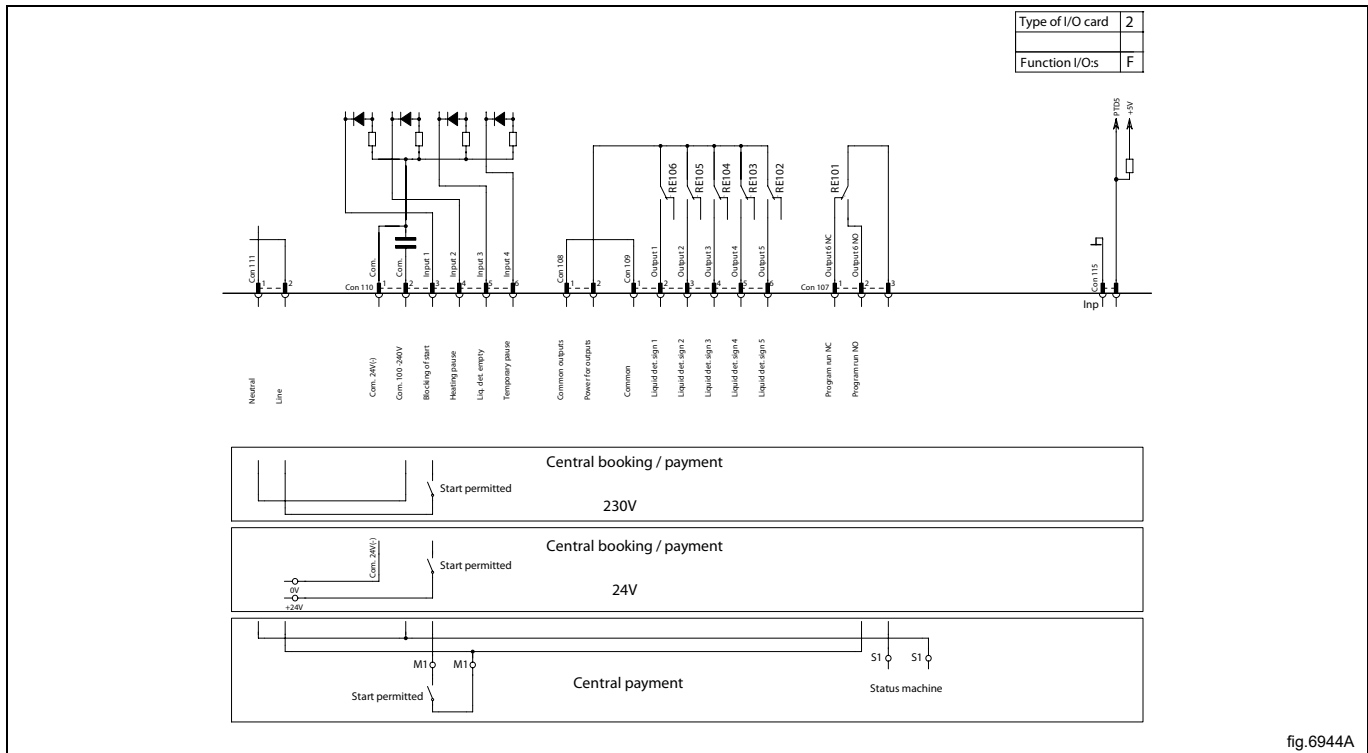 Type of I/O card 2
Function I/O:s F
PTDS
+5V
RE106
RE105
RE104
RE103
RE102
RE101
Con 111
1
2
Com.
Com.
Input 1
Input 2
Input 3
Input 4
Con 110
1
2
3
4
5
6
Con 108
1
2
Con 109
Output 1
Output 2
Output 3
Output 4
Output 5
1
2
3
4
5
6
Output 6 NC
Output 6 NO
Con 107
1
2
3
Con 115
Inp
Neutral
Line
Com. 24V(-)
Com. 100 -240V
Blocking of start
Heating pause
Liq. det. empty
Temporary pause
Common outputs
Power for outputs
Common
Liquid det. sign 1
Liquid det. sign 2
Liquid det. sign 3
Liquid det. sign 4
Liquid det. sign 5
Program run NC
Program run NO
Central booking / payment
Start permitted
230V
Central booking / payment
Com. 24V(-)
Start permitted
0V
+24V
24V
M1
M1
Start permitted
Central payment
S1
S1
Status machine
fig.6944A